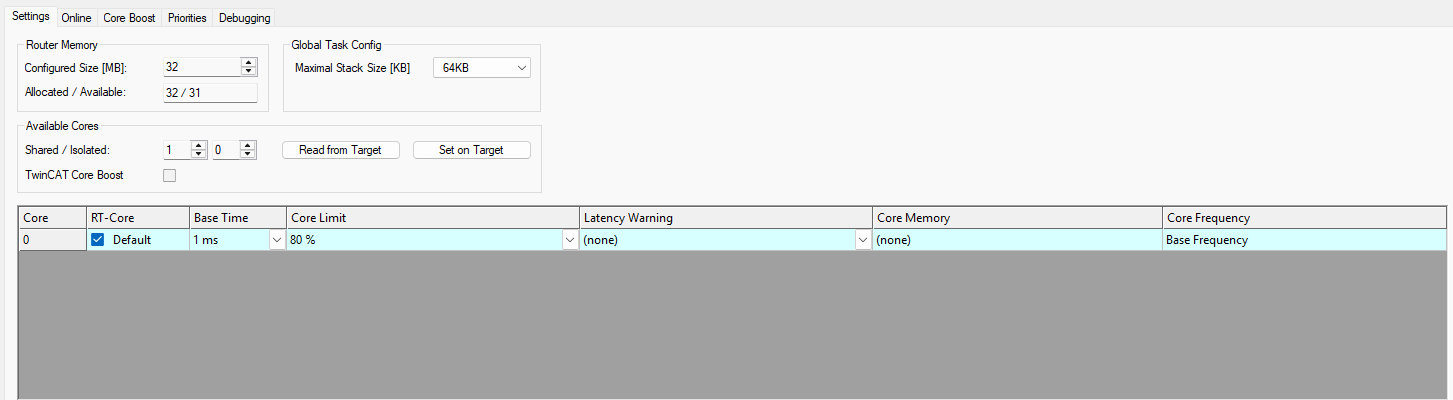 Settings Online Core Boost Priorities Debugging
Router Memory Global Task Config
Configured Size [MB]: 32 Maximal Stack Size [KB] 64KB
Allocated / Available: 32 / 31
Available Cores
Shared / Isolated: 1 0 Read from Target Set on Target
TwinCAT Core Boost
Core RT-Core Base Time Core Limit Latency Warning Core Memory Core Frequency
0 Default 1 ms 80 % (none) (none) Base Frequency